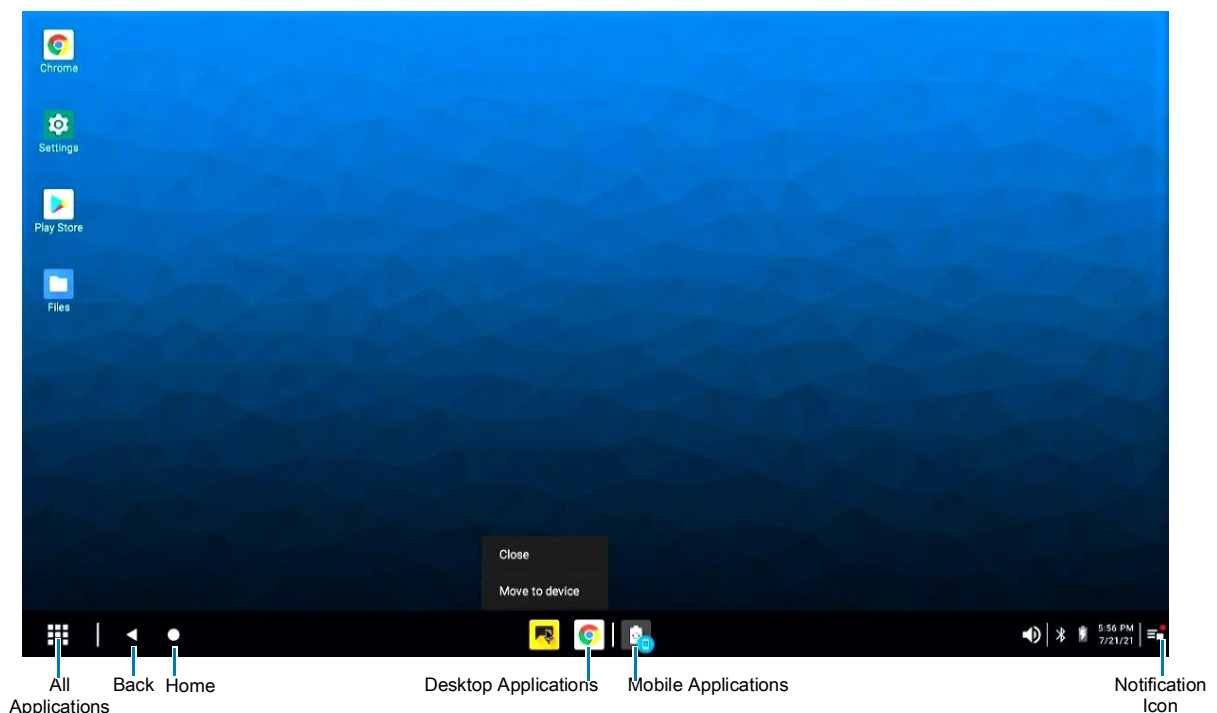 Chrome
Settings
Play Store
Files
Close
Move to device
5:56 PM
7/21/21
All
Applications
Back
Home
Desktop Applications
Mobile Applications
Notification
Icon